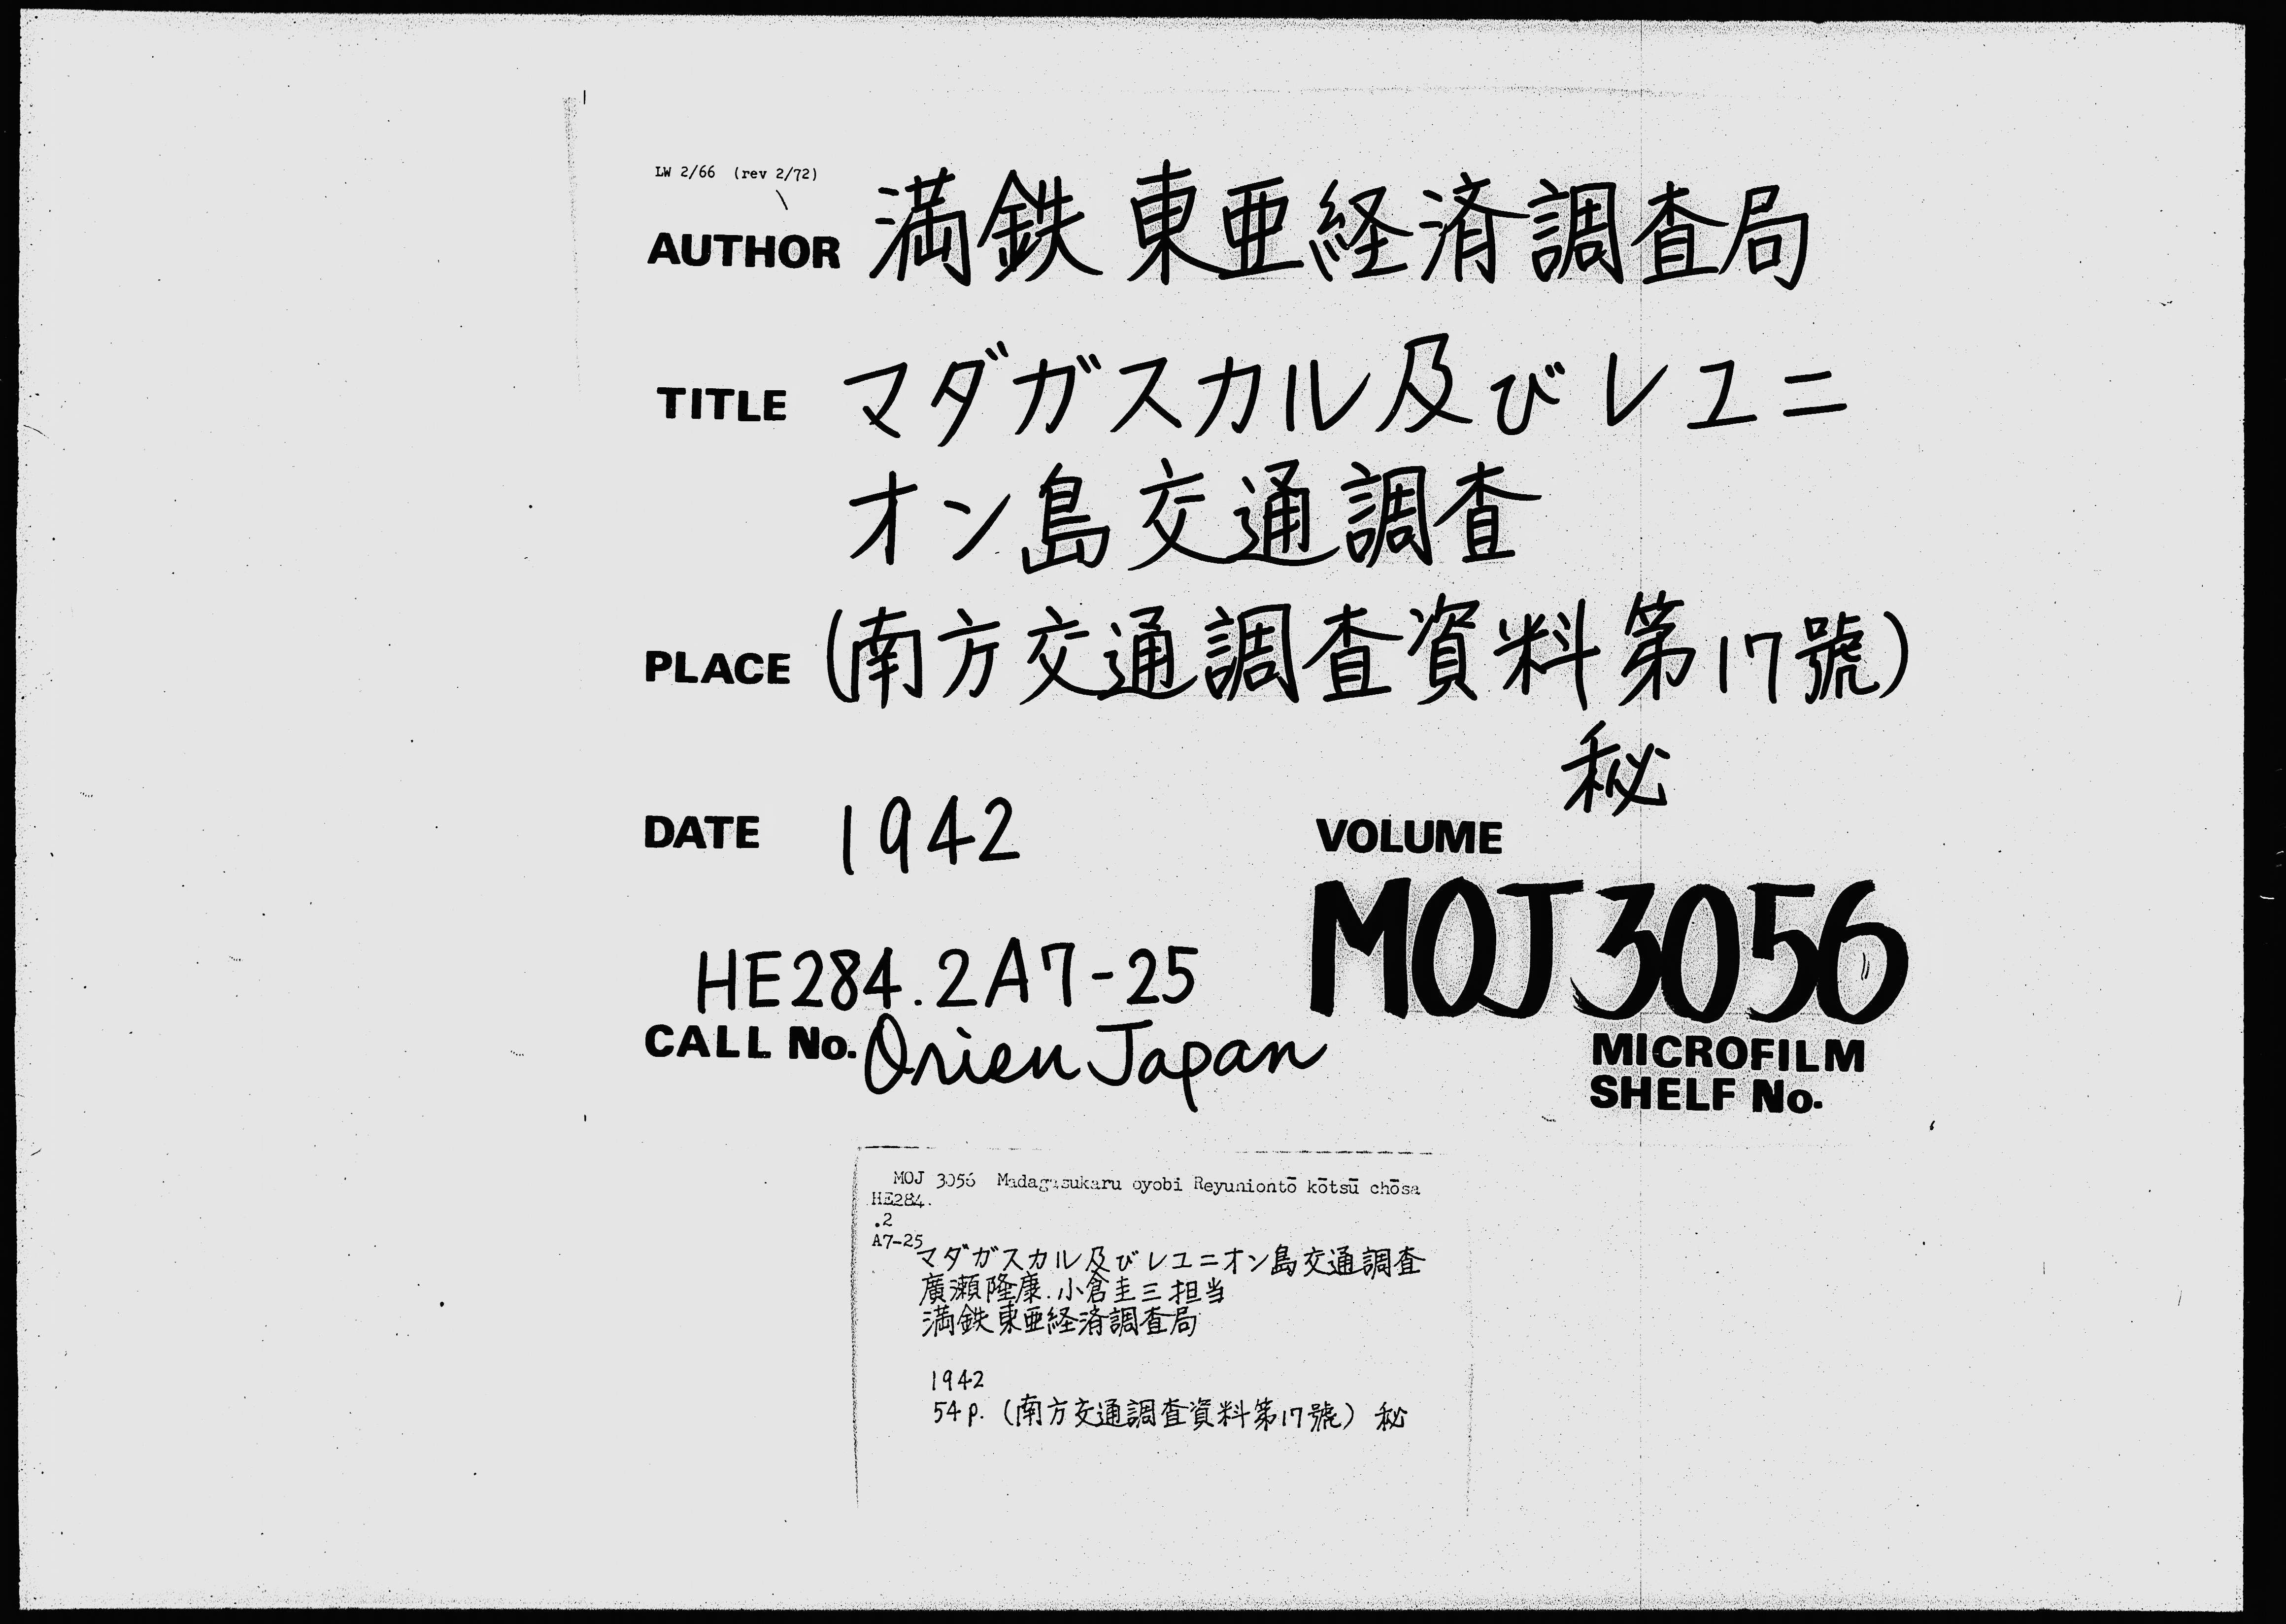 LW 2/66 (rev 2/72)
AUTHOR 満鉄東亜経済調査局
TITLE マダガスカル及びレユニ
オン島交通調査
PLACE (南方交通調査資料第17號)
秘
DATE 1942
VOLUME
HE284.2A7-25
MOJ 3056
CALL No. Orien Japan
MICROFILM
SHELF No.
MOJ 3056 Madagasukaru oyobi Reyuniontō kōtsū chōsa
HE284.
.2
A7-25
マダガスカル及びレユニオン島交通調査
廣瀬隆康.小倉圭三担当
満鉄東亜経済調査局
1942
54p. (南方交通調査資料第17號) 秘